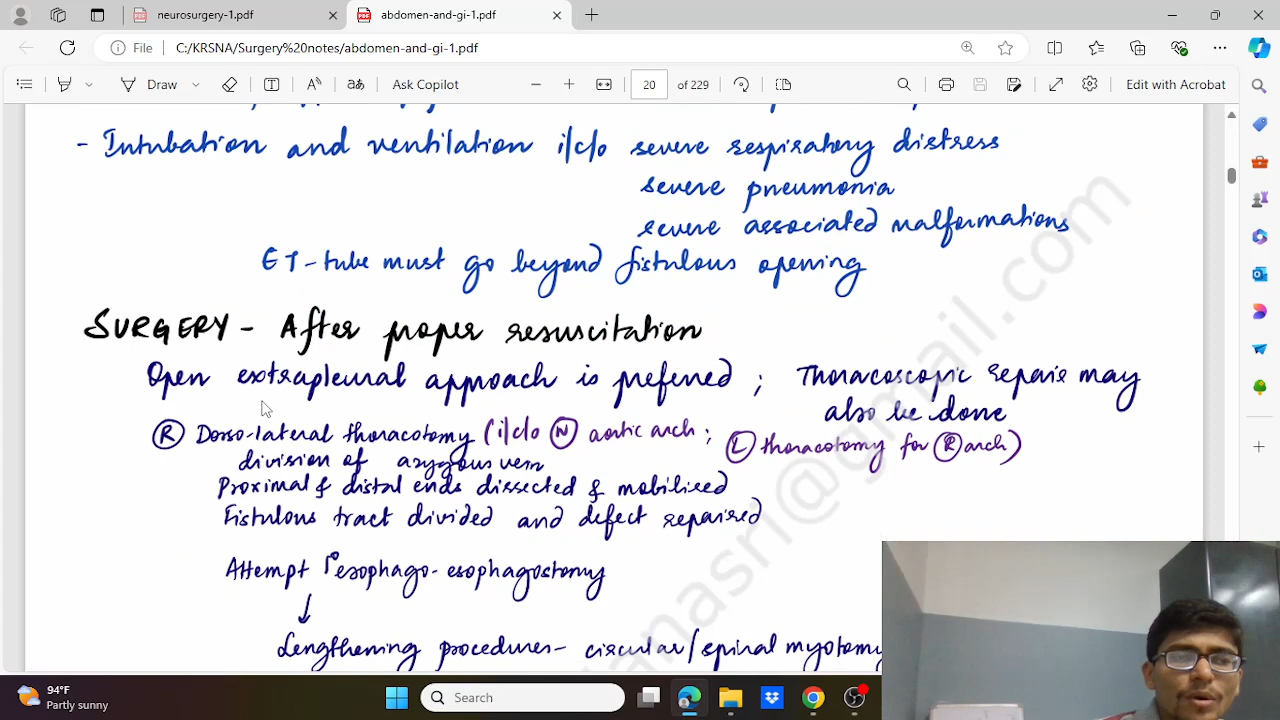 neurosurgery-1.pdf
abdomen-and-gi-1.pdf
File C:/KRSNA/Surgery%20notes/abdomen-and-gi-1.pdf
Draw Ask Copilot 20 of 229 Edit with Acrobat
- Intubation and ventilation i/c/o severe respiratory distress
severe pneumonia
severe associated malformations
ET-tube must go beyond fistulous opening
SURGERY - After proper resuscitation
Open extrapleural approach is preferred ; Thoracoscopic repair may
also be done
(R) Dorso-lateral thoracotomy (i/c/o (N) aortic arch ; (L) thoracotomy for (R) arch)
division of azygous vein
Proximal & distal ends dissected & mobilised
Fistulous tract divided and defect repaired
Attempt 1° esophago-esophagostomy
↓
Lengthening procedures- circular/spiral myotomy
anasri@gmail.com
94°F
Partly sunny
Search